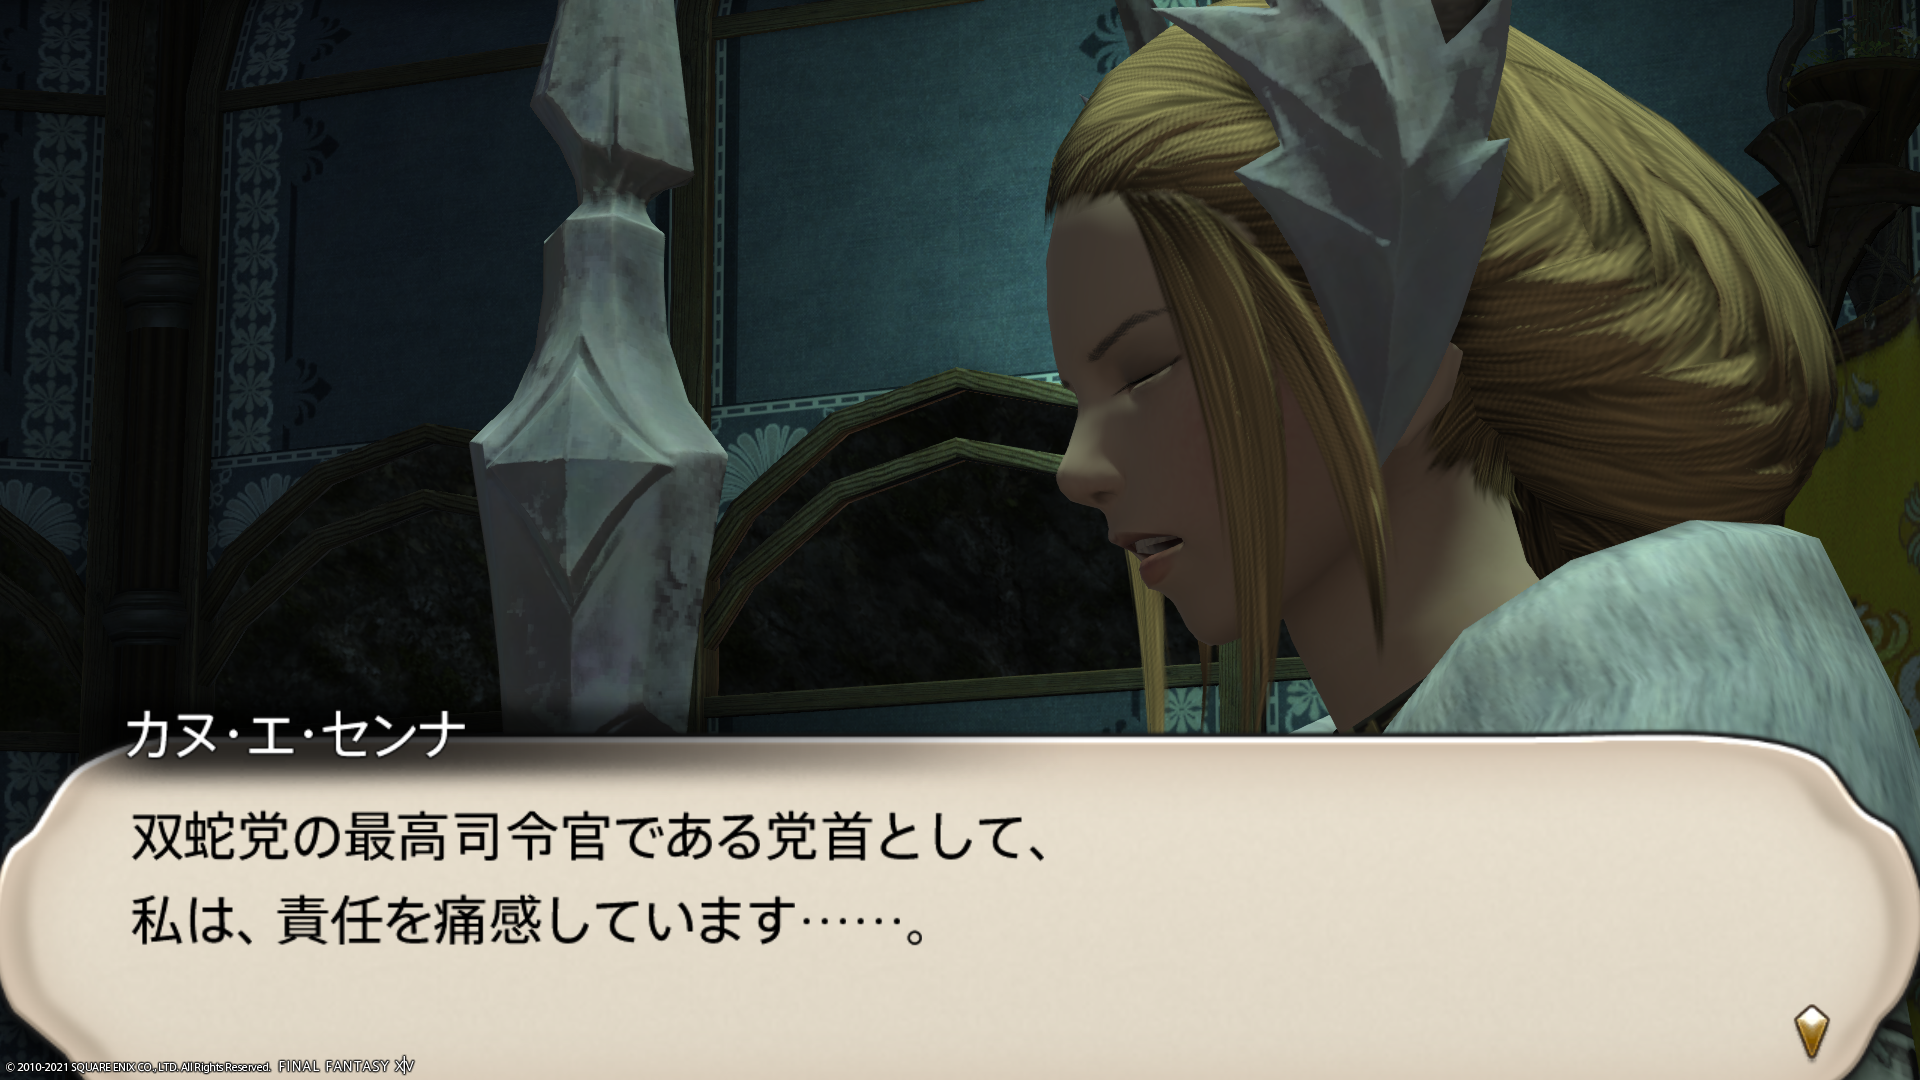 カヌ・エ・センナ
双蛇党の最高司令官である党首として、
私は、責任を痛感しています……。
© 2010-2021 SQUARE ENIX CO., LTD. All Rights Reserved. FINAL FANTASY XIV